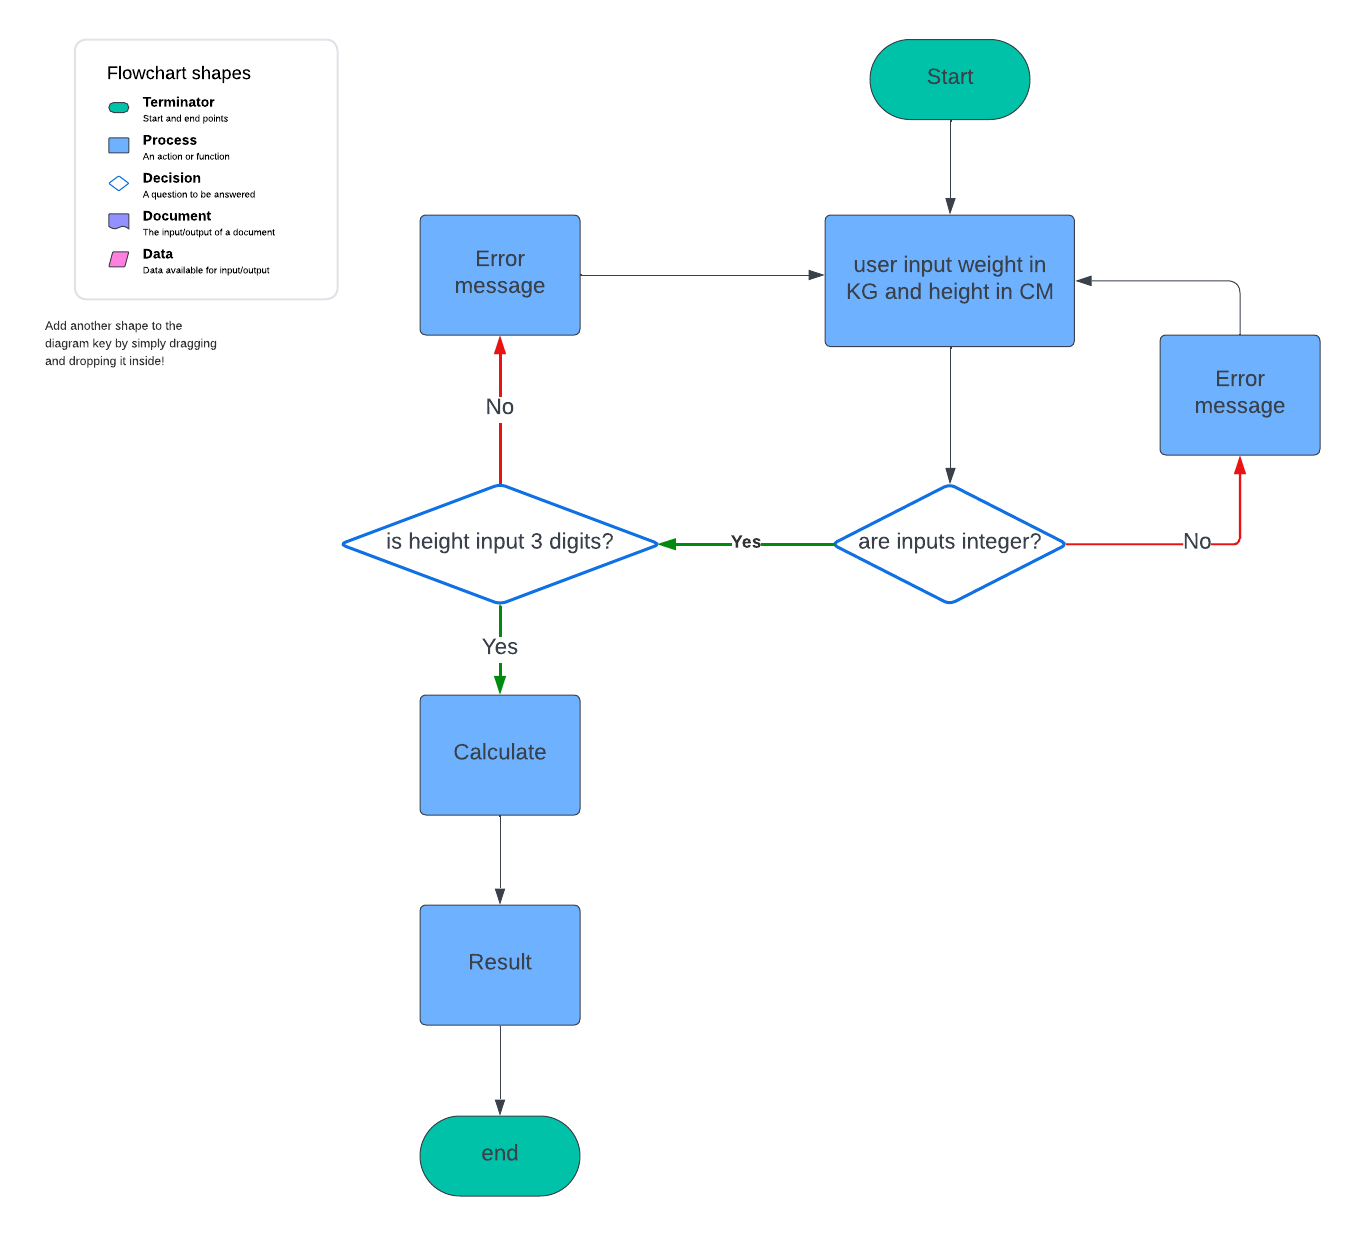 Flowchart shapes
Terminator
Start and end points
Process
An action or function
Decision
A question to be answered
Document
The input/output of a document
Data
Data available for input/output
Add another shape to the
diagram key by simply dragging
and dropping it inside!
Start
user input weight in
KG and height in CM
Error
message
Error
message
No
are inputs integer?
No
Yes
is height input 3 digits?
Yes
Calculate
Result
end